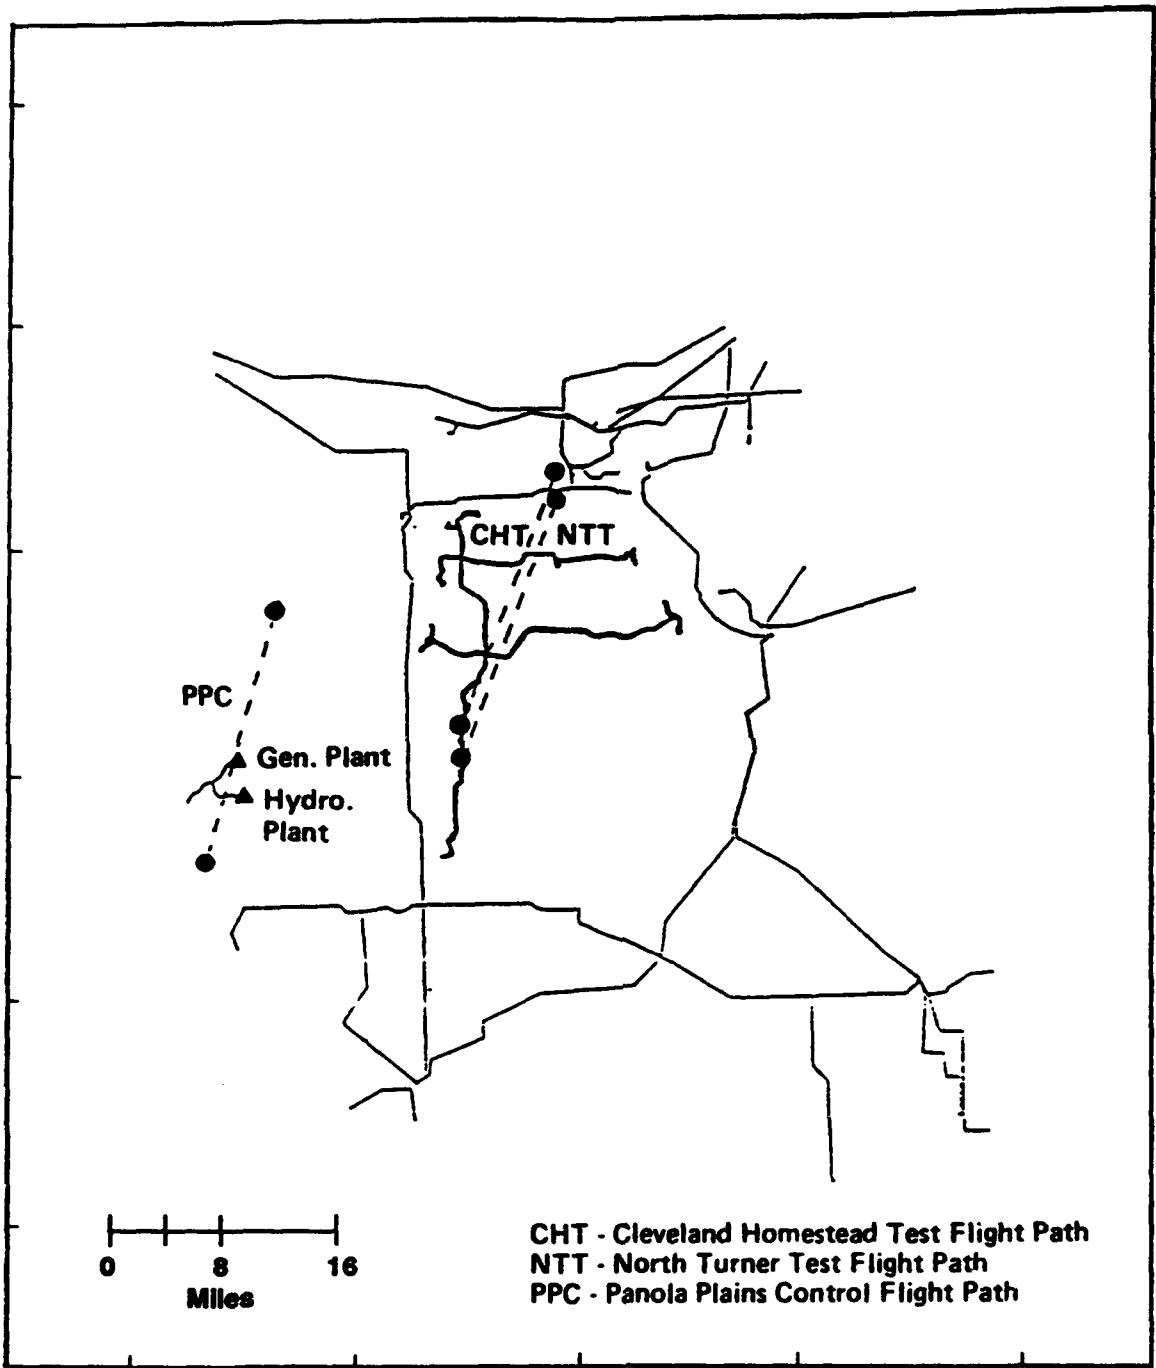 CHT NTT
PPC
Gen. Plant
Hydro.
Plant
0 8 16
Miles
CHT - Cleveland Homestead Test Flight Path
NTT - North Turner Test Flight Path
PPC - Panola Plains Control Flight Path